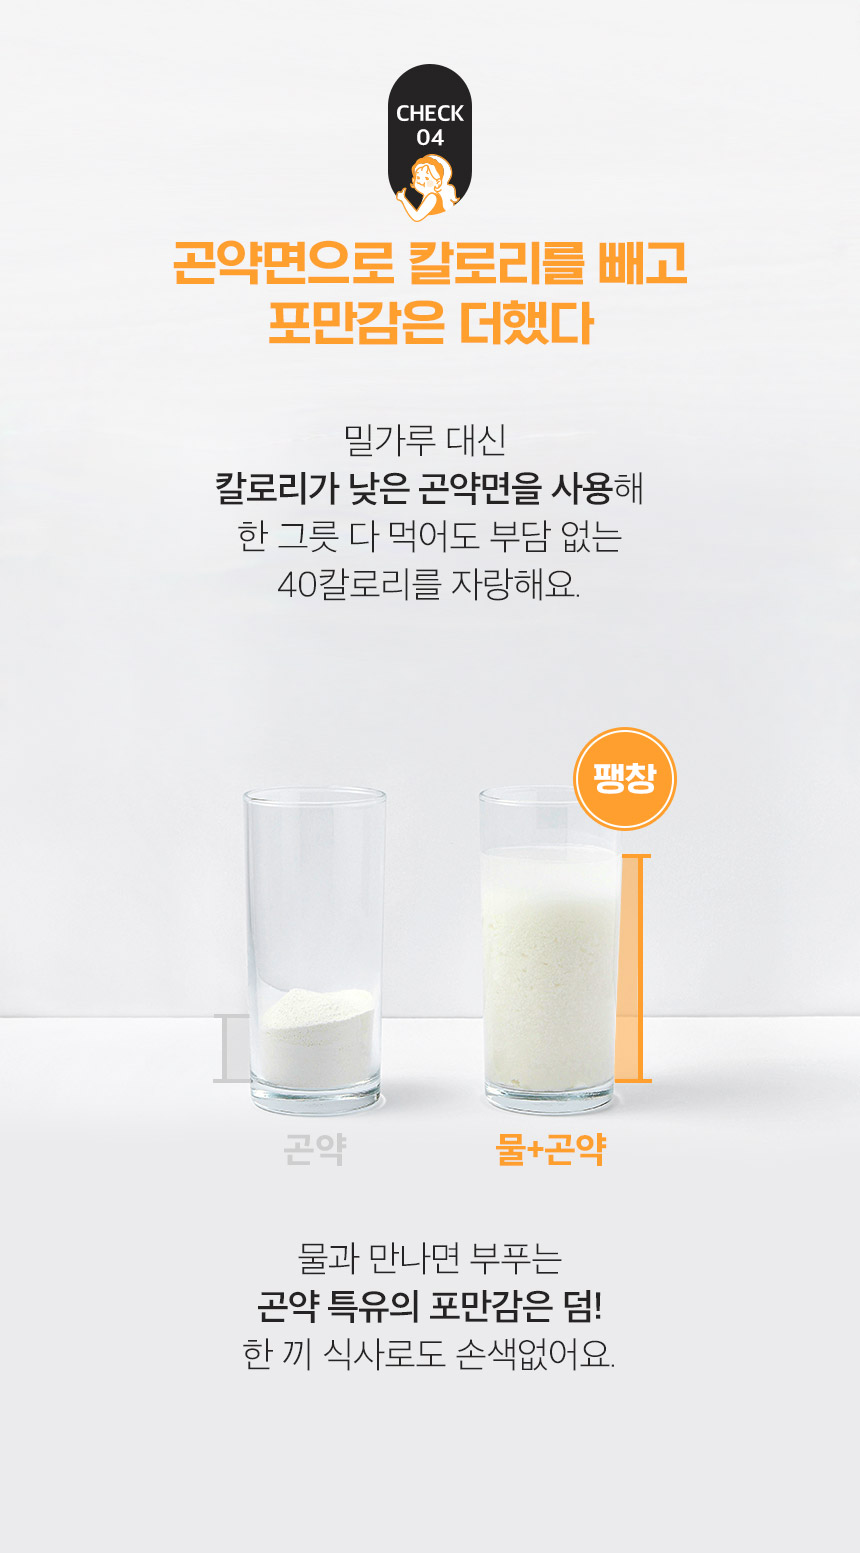 CHECK
04
곤약면으로 칼로리를 빼고
포만감은 더했다
밀가루 대신
칼로리가 낮은 곤약면을 사용해
한 그릇 다 먹어도 부담 없는
40칼로리를 자랑해요.
팽창
곤약
물+곤약
물과 만나면 부푸는
곤약 특유의 포만감은 덤!
한 끼 식사로도 손색없어요.